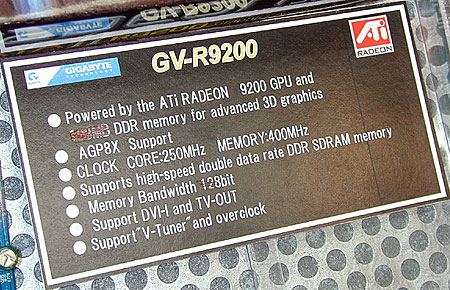 GIGABYTE
TECHNOLOGY
GV-R9200
ATi
RADEON
Powered by the ATi RADEON 9200 GPU and
DDR memory for advanced 3D graphics
AGP8X Support
CLOCK CORE:250MHz MEMORY:400MHz
Supports high-speed double data rate DDR SDRAM memory
Memory Bandwidth 128bit
Support DVI-I and TV-OUT
Support"V-Tuner" and overclock